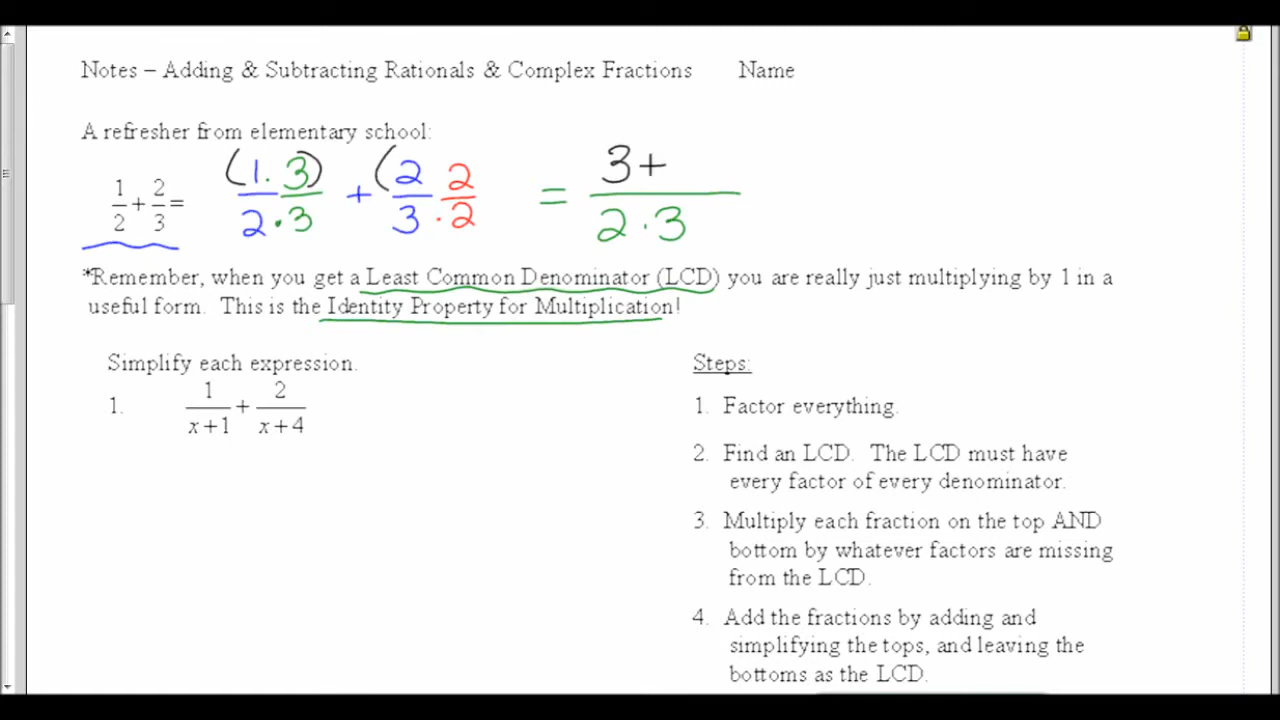 Notes – Adding & Subtracting Rationals & Complex Fractions Name
A refresher from elementary school:
1/2 + 2/3 = (1·3)/(2·3) + (2 2/(3·2) = 3+/(2·3)
*Remember, when you get a Least Common Denominator (LCD) you are really just multiplying by 1 in a
useful form. This is the Identity Property for Multiplication!
Simplify each expression.
1. 1/(x+1) + 2/(x+4)
Steps:
1. Factor everything.
2. Find an LCD. The LCD must have
every factor of every denominator.
3. Multiply each fraction on the top AND
bottom by whatever factors are missing
from the LCD.
4. Add the fractions by adding and
simplifying the tops, and leaving the
bottoms as the LCD.